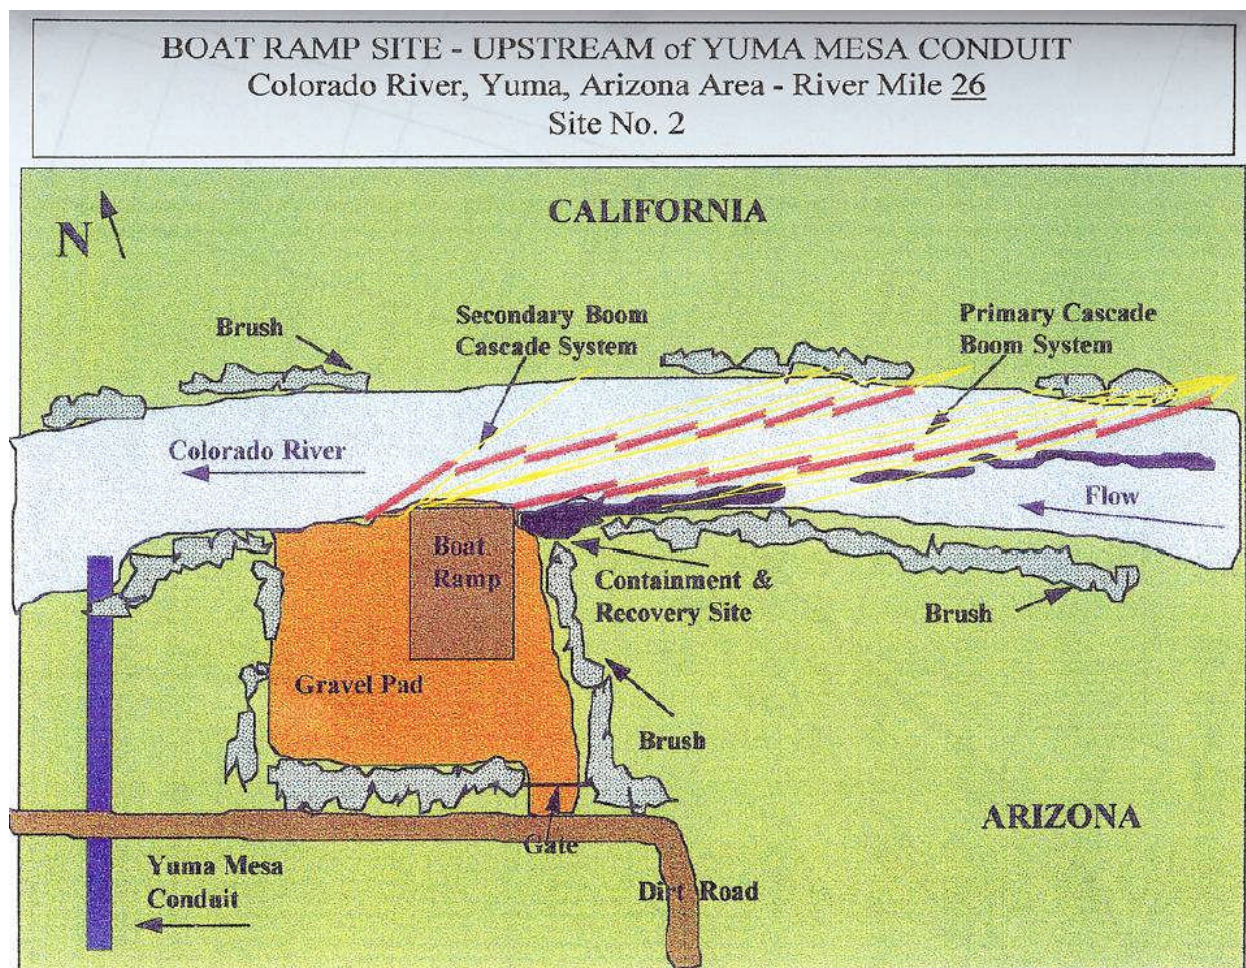 BOAT RAMP SITE - UPSTREAM of YUMA MESA CONDUIT
Colorado River, Yuma, Arizona Area - River Mile 26
Site No. 2
N
CALIFORNIA
Brush
Secondary Boom
Cascade System
Primary Cascade
Boom System
Colorado River
Flow
Boat
Ramp
Containment &
Recovery Site
Brush
Gravel Pad
Brush
ARIZONA
Gate
Yuma Mesa
Conduit
Dirt Road